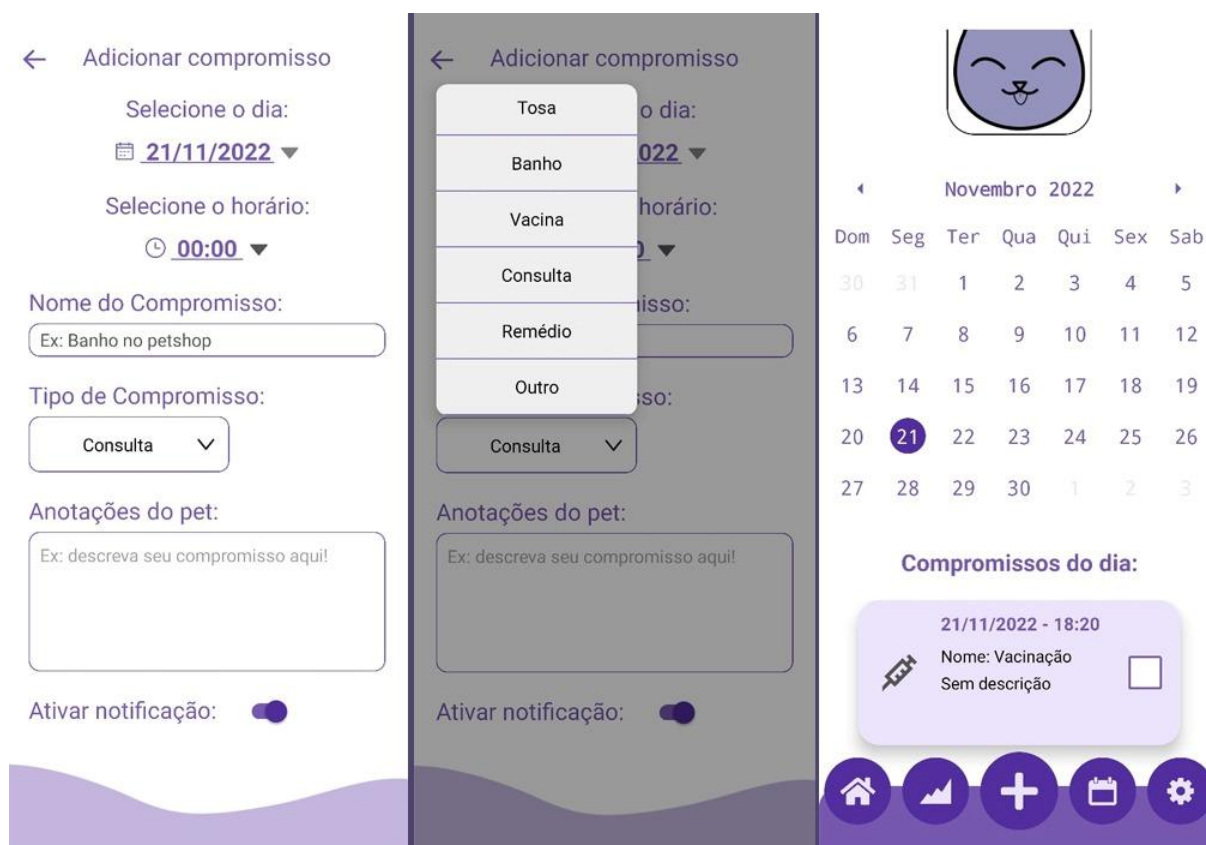 Adicionar compromisso
Selecione o dia:
21/11/2022
Selecione o horário:
00:00
Nome do Compromisso:
Ex: Banho no petshop
Tipo de Compromisso:
Consulta
Anotações do pet:
Ex: descreva seu compromisso aqui!
Ativar notificação:
Adicionar compromisso
Tosa
o dia:
Banho
022
Vacina
horário:
Consulta
isso:
Remédio
Outro
sso:
Consulta
Anotações do pet:
Ex: descreva seu compromisso aqui!
Ativar notificação:
Novembro 2022
Dom Seg Ter Qua Qui Sex Sab
30 31 1 2 3 4 5
6 7 8 9 10 11 12
13 14 15 16 17 18 19
20 21 22 23 24 25 26
27 28 29 30 1 2 3
Compromissos do dia:
21/11/2022 - 18:20
Nome: Vacinação
Sem descrição